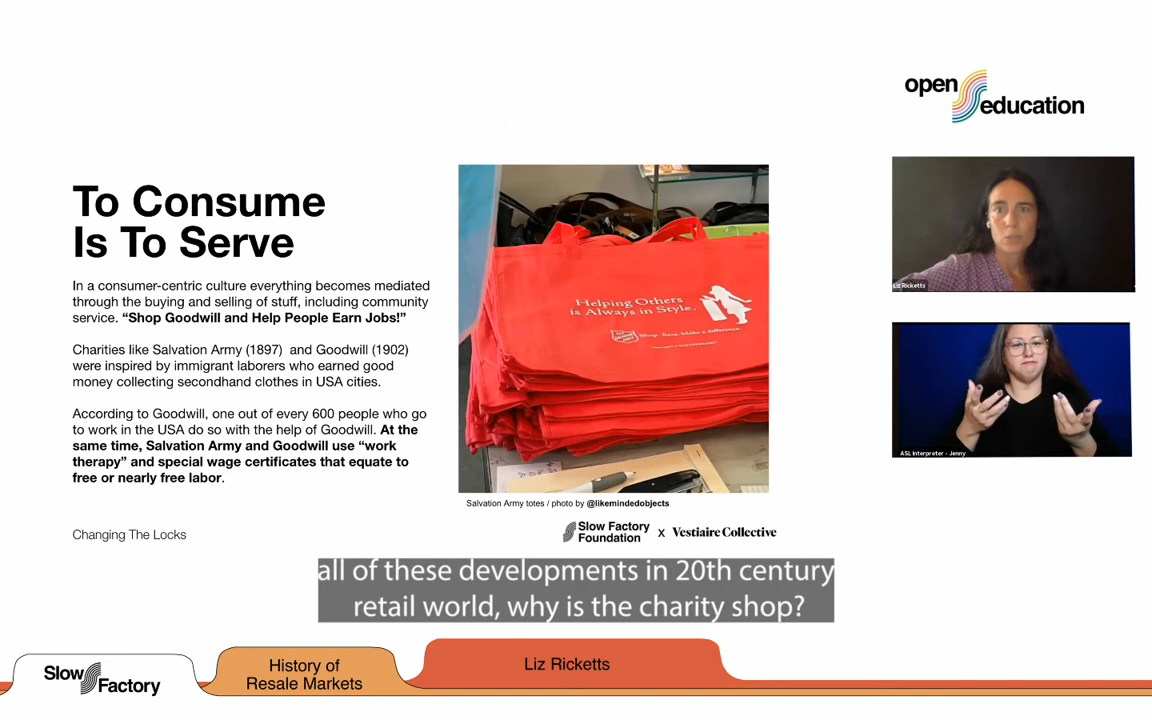 open
education
To Consume
Is To Serve
In a consumer-centric culture everything becomes mediated
through the buying and selling of stuff, including community
service. “Shop Goodwill and Help People Earn Jobs!”
Charities like Salvation Army (1897)  and Goodwill (1902)
were inspired by immigrant laborers who earned good
money collecting secondhand clothes in USA cities.
According to Goodwill, one out of every 600 people who go
to work in the USA do so with the help of Goodwill. At the
same time, Salvation Army and Goodwill use “work
therapy” and special wage certificates that equate to
free or nearly free labor.
Helping Others
is Always in Style.
Shop. Save. Make a difference.
Salvation Army totes / photo by @likemindedobjects
Liz Ricketts
ASL Interpreter - Jenny
Changing The Locks
Slow Factory
Foundation
x
Vestiaire Collective
all of these developments in 20th century
retail world, why is the charity shop?
Slow
Factory
History of
Resale Markets
Liz Ricketts